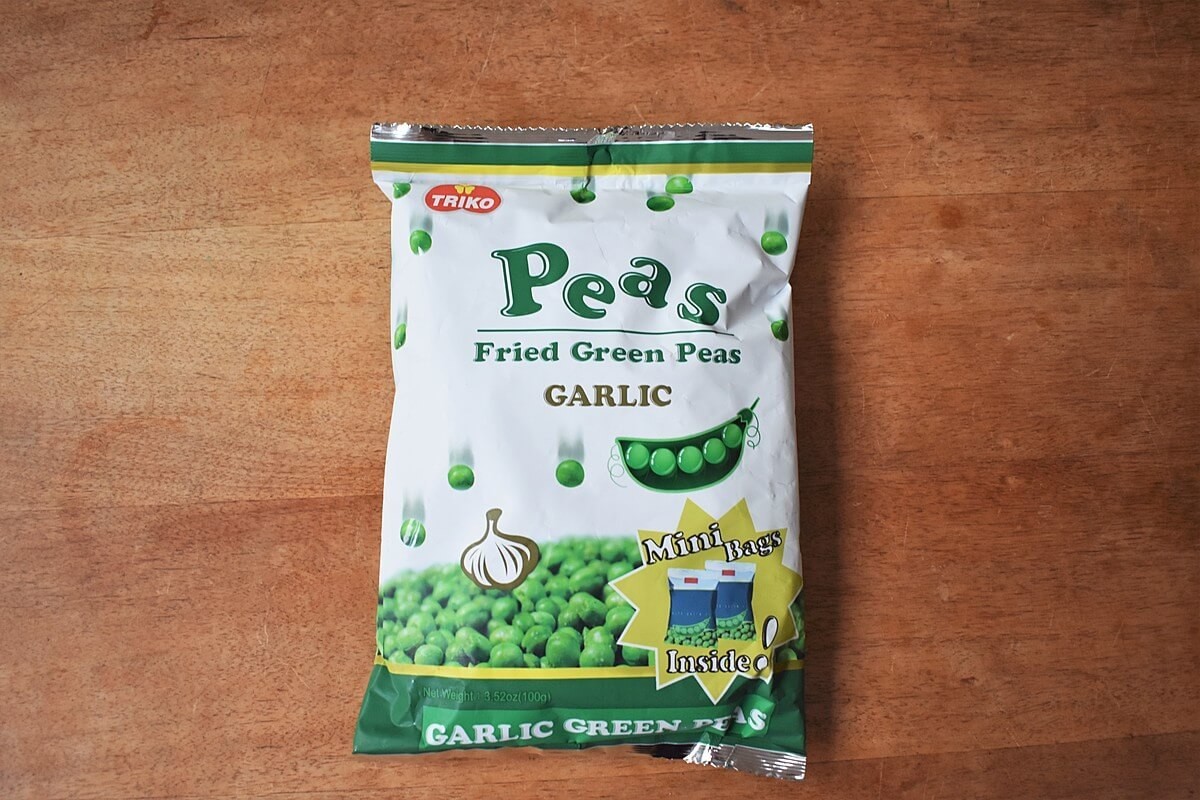 TRIKO
Peas
Fried Green Peas
GARLIC
Mini Bags
Inside!
Net Weight 3.52oz(100g)
GARLIC GREEN PEAS